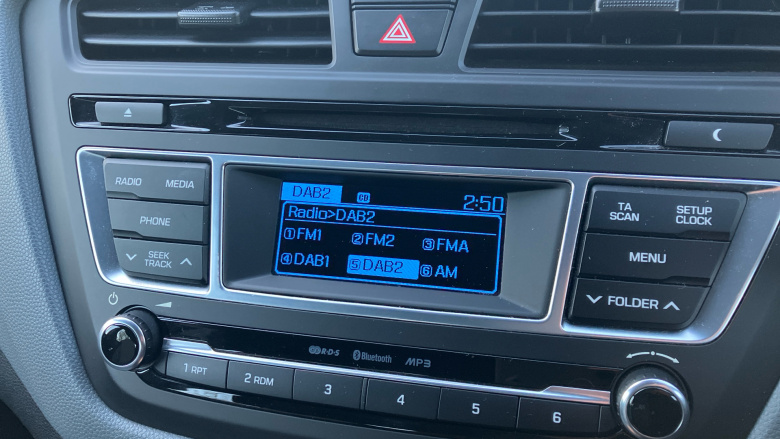 RADIO MEDIA
PHONE
SEEK
TRACK
DAB2 CD 2:50
Radio>DAB2
①FM1 ②FM2 ③FMA
④DAB1 ⑤DAB2 ⑥AM
TA
SCAN
SETUP
CLOCK
MENU
FOLDER
R·D·S Bluetooth MP3
1 RPT 2 RDM 3 4 5 6